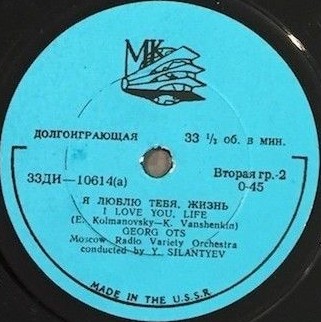 МК
ДОЛГОИГРАЮЩАЯ 33 1/3 об. в мин.
33ДИ—10614(а) Вторая гр.-2
0-45
Я ЛЮБЛЮ ТЕБЯ, ЖИЗНЬ
I LOVE YOU, LIFE
(E. Kolmanovsky—K. Vanshenkin)
GEORG OTS
Moscow Radio Variety Orchestra
conducted by Y. SILANTYEV
MADE IN THE U.S.S.R.